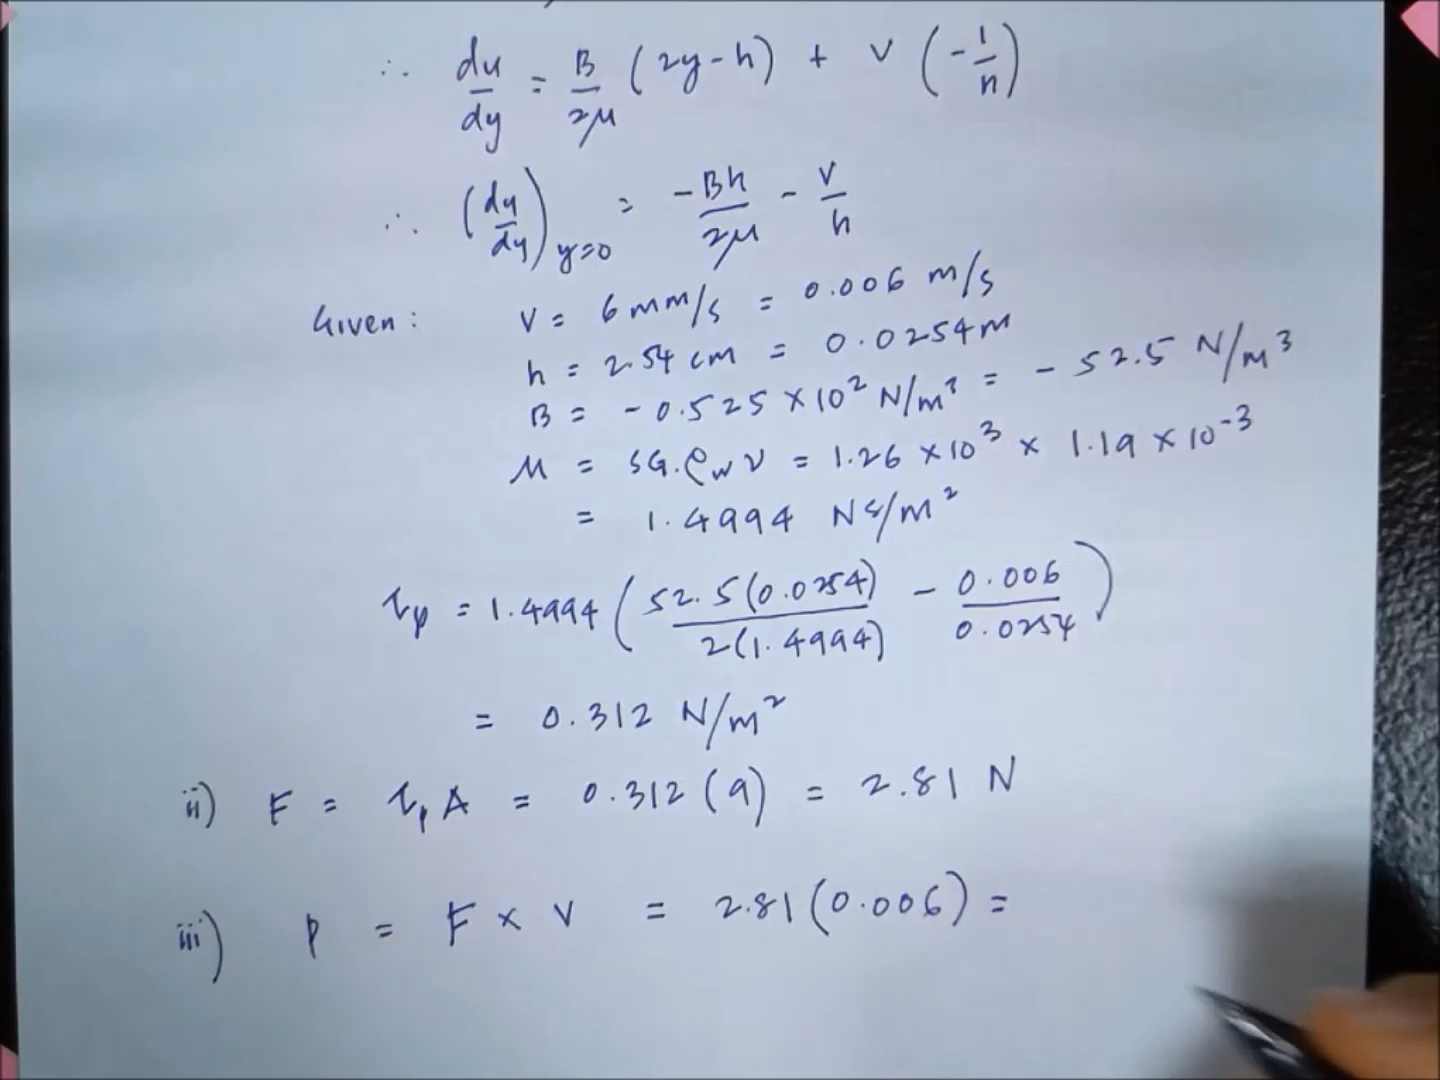 ∴ du/dy = B/2μ (2y-h) + V (-1/h)
∴ (du/dy)y=0 = -Bh/2μ - V/h
Given: V = 6 mm/s = 0.006 m/s
h = 2.54 cm = 0.0254 m
B = -0.525 × 10² N/m³ = -52.5 N/m³
μ = SG.ρwν = 1.26 × 10³ × 1.19 × 10⁻³
= 1.4994 Ns/m²
τp = 1.4994 (52.5(0.0254)/2(1.4994) - 0.006/0.0254)
= 0.312 N/m²
ii) F = τpA = 0.312 (9) = 2.81 N
iii) P = F × V = 2.81 (0.006) =